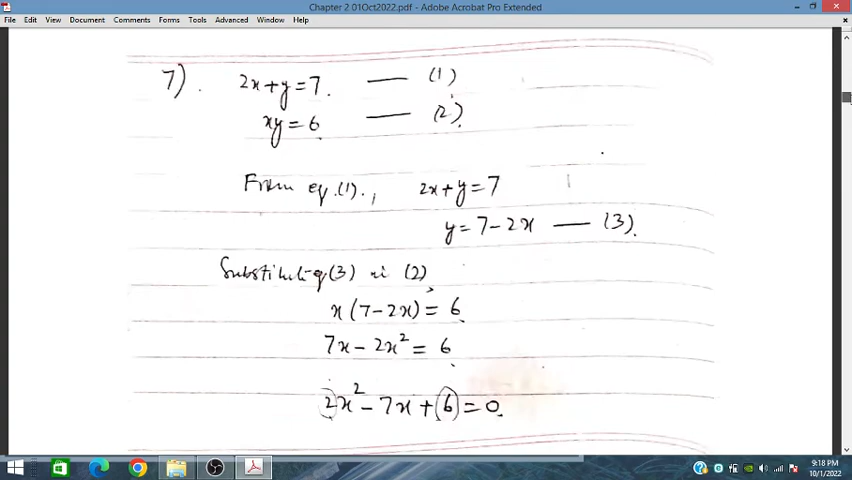 Chapter 2 01Oct2022.pdf - Adobe Acrobat Pro Extended
File Edit View Document Comments Forms Tools Advanced Window Help
7). 2x+y=7. —— (1)
xy=6 —— (2).
From eq.(1)., 2x+y=7
y=7-2x —— (3).
Substitute eq(3) in (2),
x(7-2x)=6.
7x-2x²=6.
2x²-7x+6=0.
9:18 PM
10/1/2022